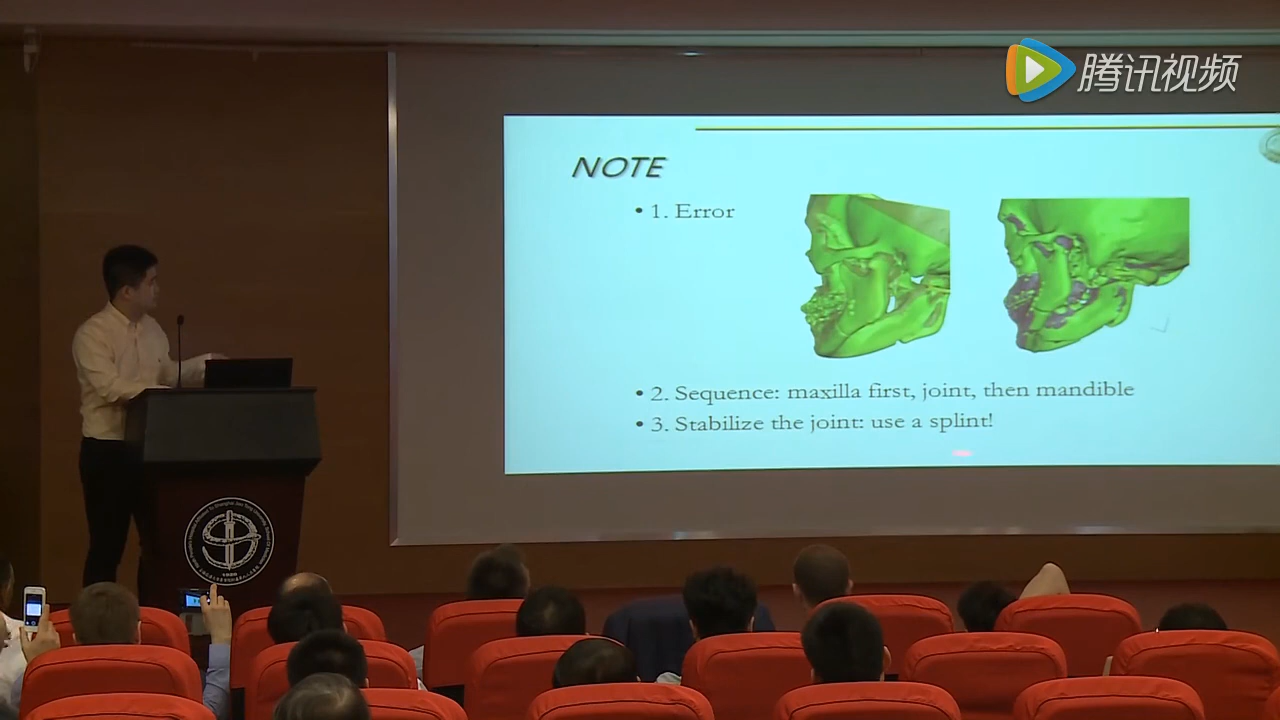 腾讯视频
NOTE
• 1. Error
• 2. Sequence: maxilla first, joint, then mandible
• 3. Stabilize the joint: use a splint!